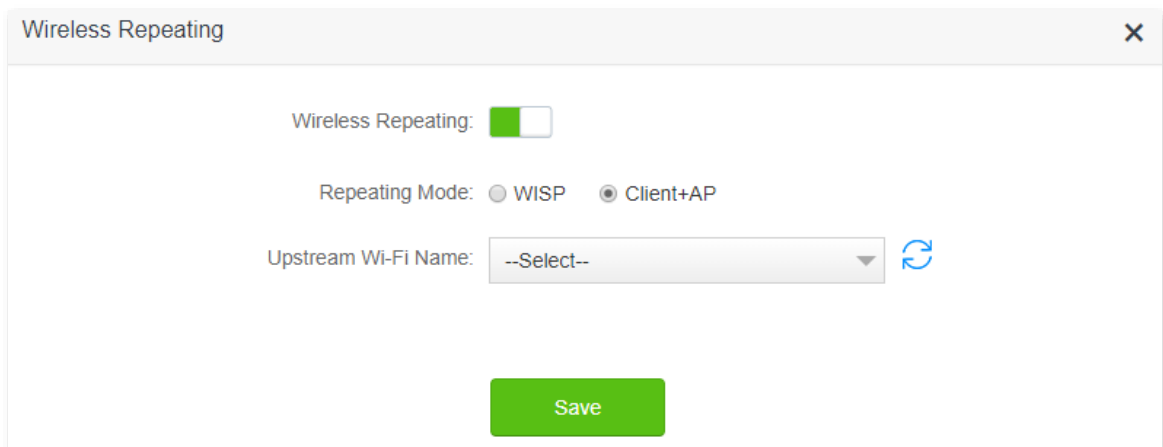 Wireless Repeating
Wireless Repeating:
Repeating Mode: WISP Client+AP
Upstream Wi-Fi Name: --Select--
Save